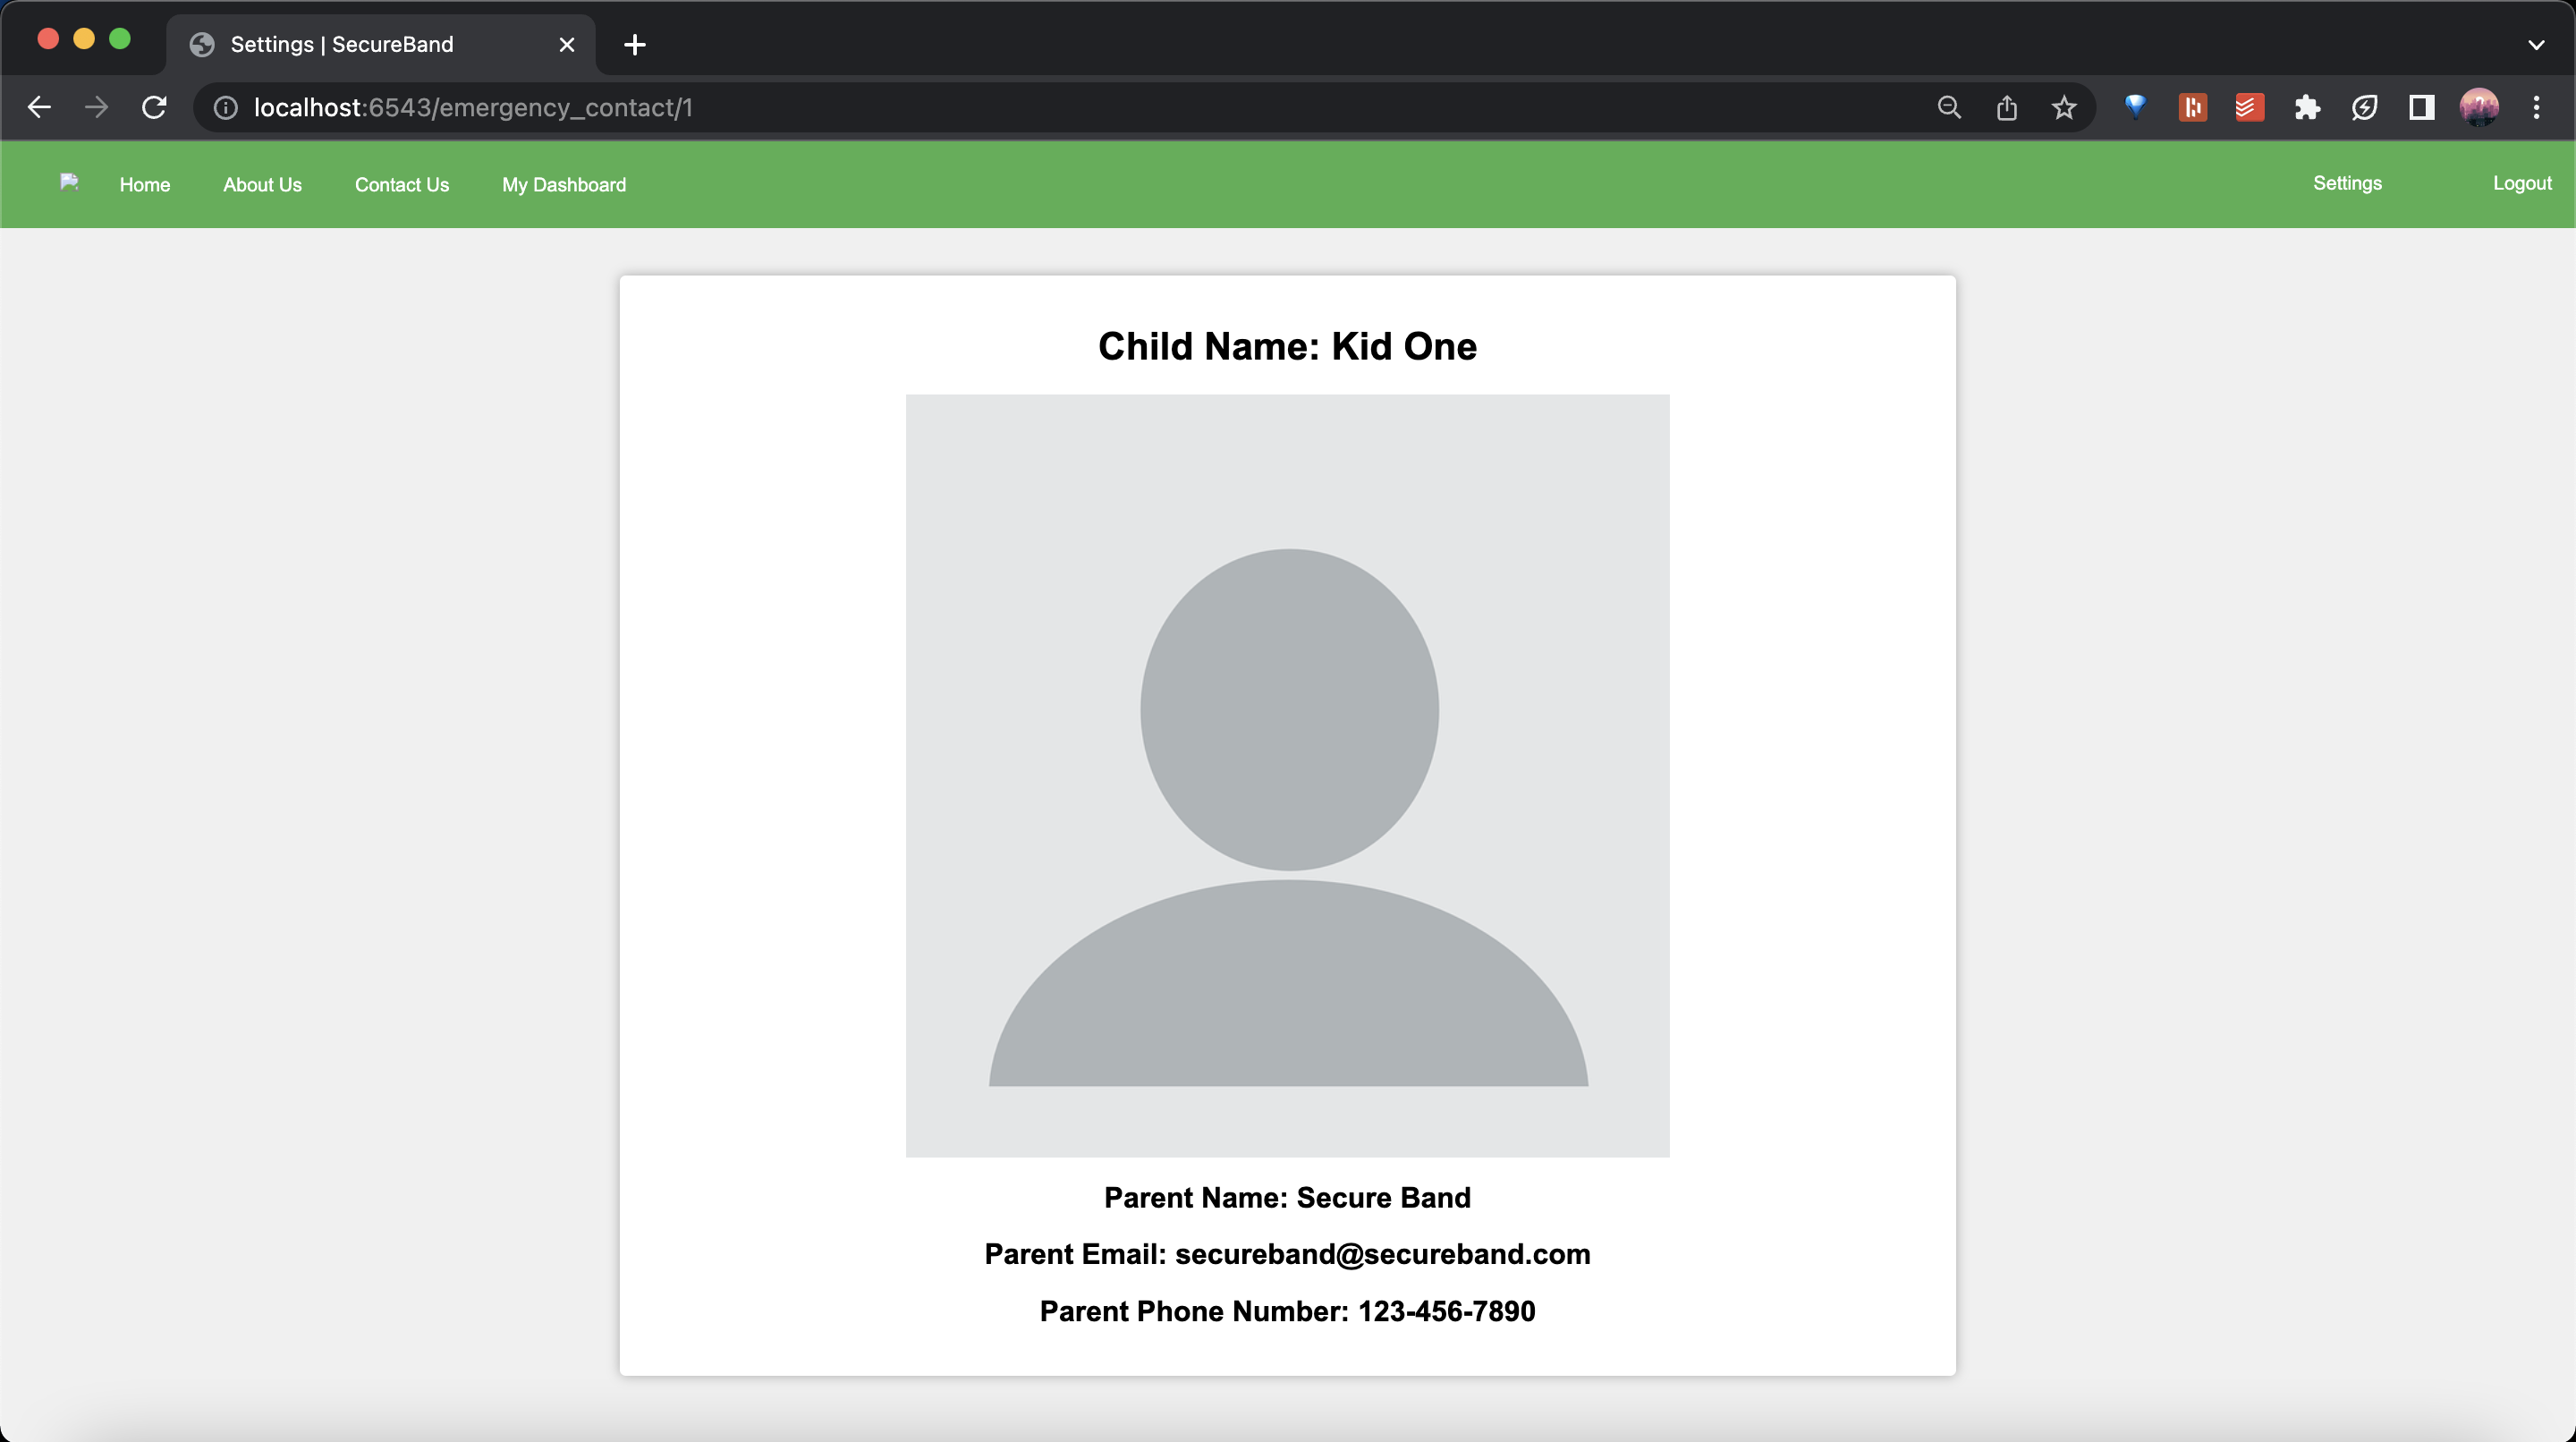 Settings | SecureBand
localhost:6543/emergency_contact/1
Home About Us Contact Us My Dashboard Settings Logout
Child Name: Kid One
Parent Name: Secure Band
Parent Email: secureband@secureband.com
Parent Phone Number: 123-456-7890